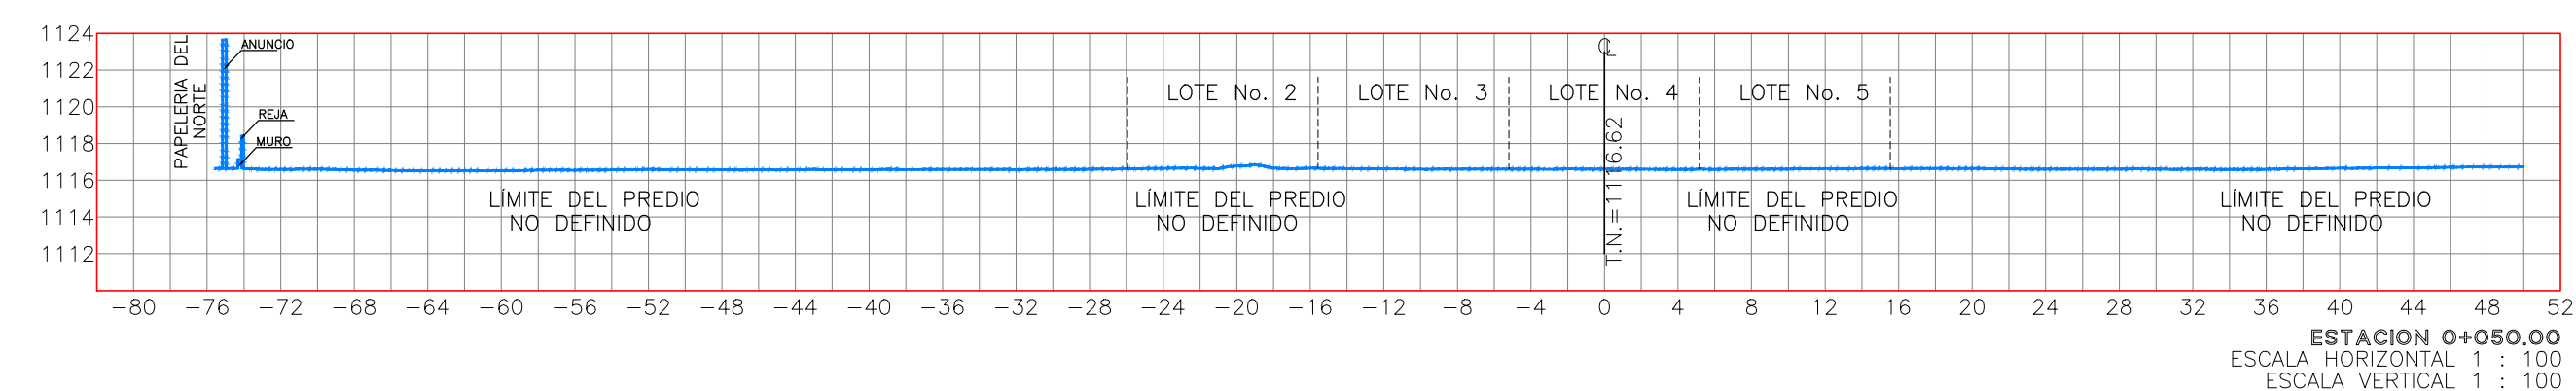 1124
1122
1120
1118
1116
1114
1112
PAPELERIA DEL
NORTE
ANUNCIO
REJA
MURO
LOTE No. 2
LOTE No. 3
LOTE No. 4
LOTE No. 5
T.N.=1116.62
LÍMITE DEL PREDIO
NO DEFINIDO
LÍMITE DEL PREDIO
NO DEFINIDO
LÍMITE DEL PREDIO
NO DEFINIDO
LÍMITE DEL PREDIO
NO DEFINIDO
-80 -76 -72 -68 -64 -60 -56 -52 -48 -44 -40 -36 -32 -28 -24 -20 -16 -12 -8 -4 0 4 8 12 16 20 24 28 32 36 40 44 48 52
ESTACION 0+050.00
ESCALA HORIZONTAL 1 : 100
ESCALA VERTICAL 1 : 100